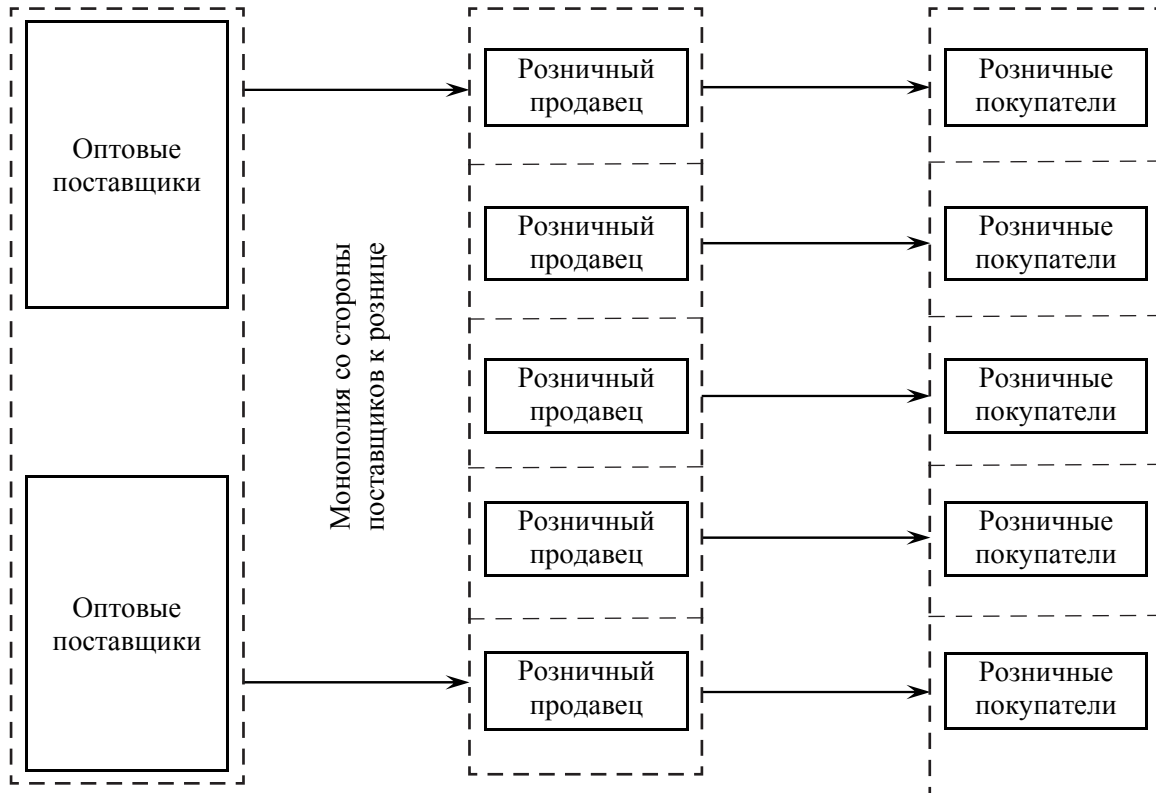 Оптовые
поставщики
Оптовые
поставщики
Монополия со стороны
поставщиков к рознице
Розничный
продавец
Розничные
покупатели
Розничный
продавец
Розничные
покупатели
Розничный
продавец
Розничные
покупатели
Розничный
продавец
Розничные
покупатели
Розничный
продавец
Розничные
покупатели